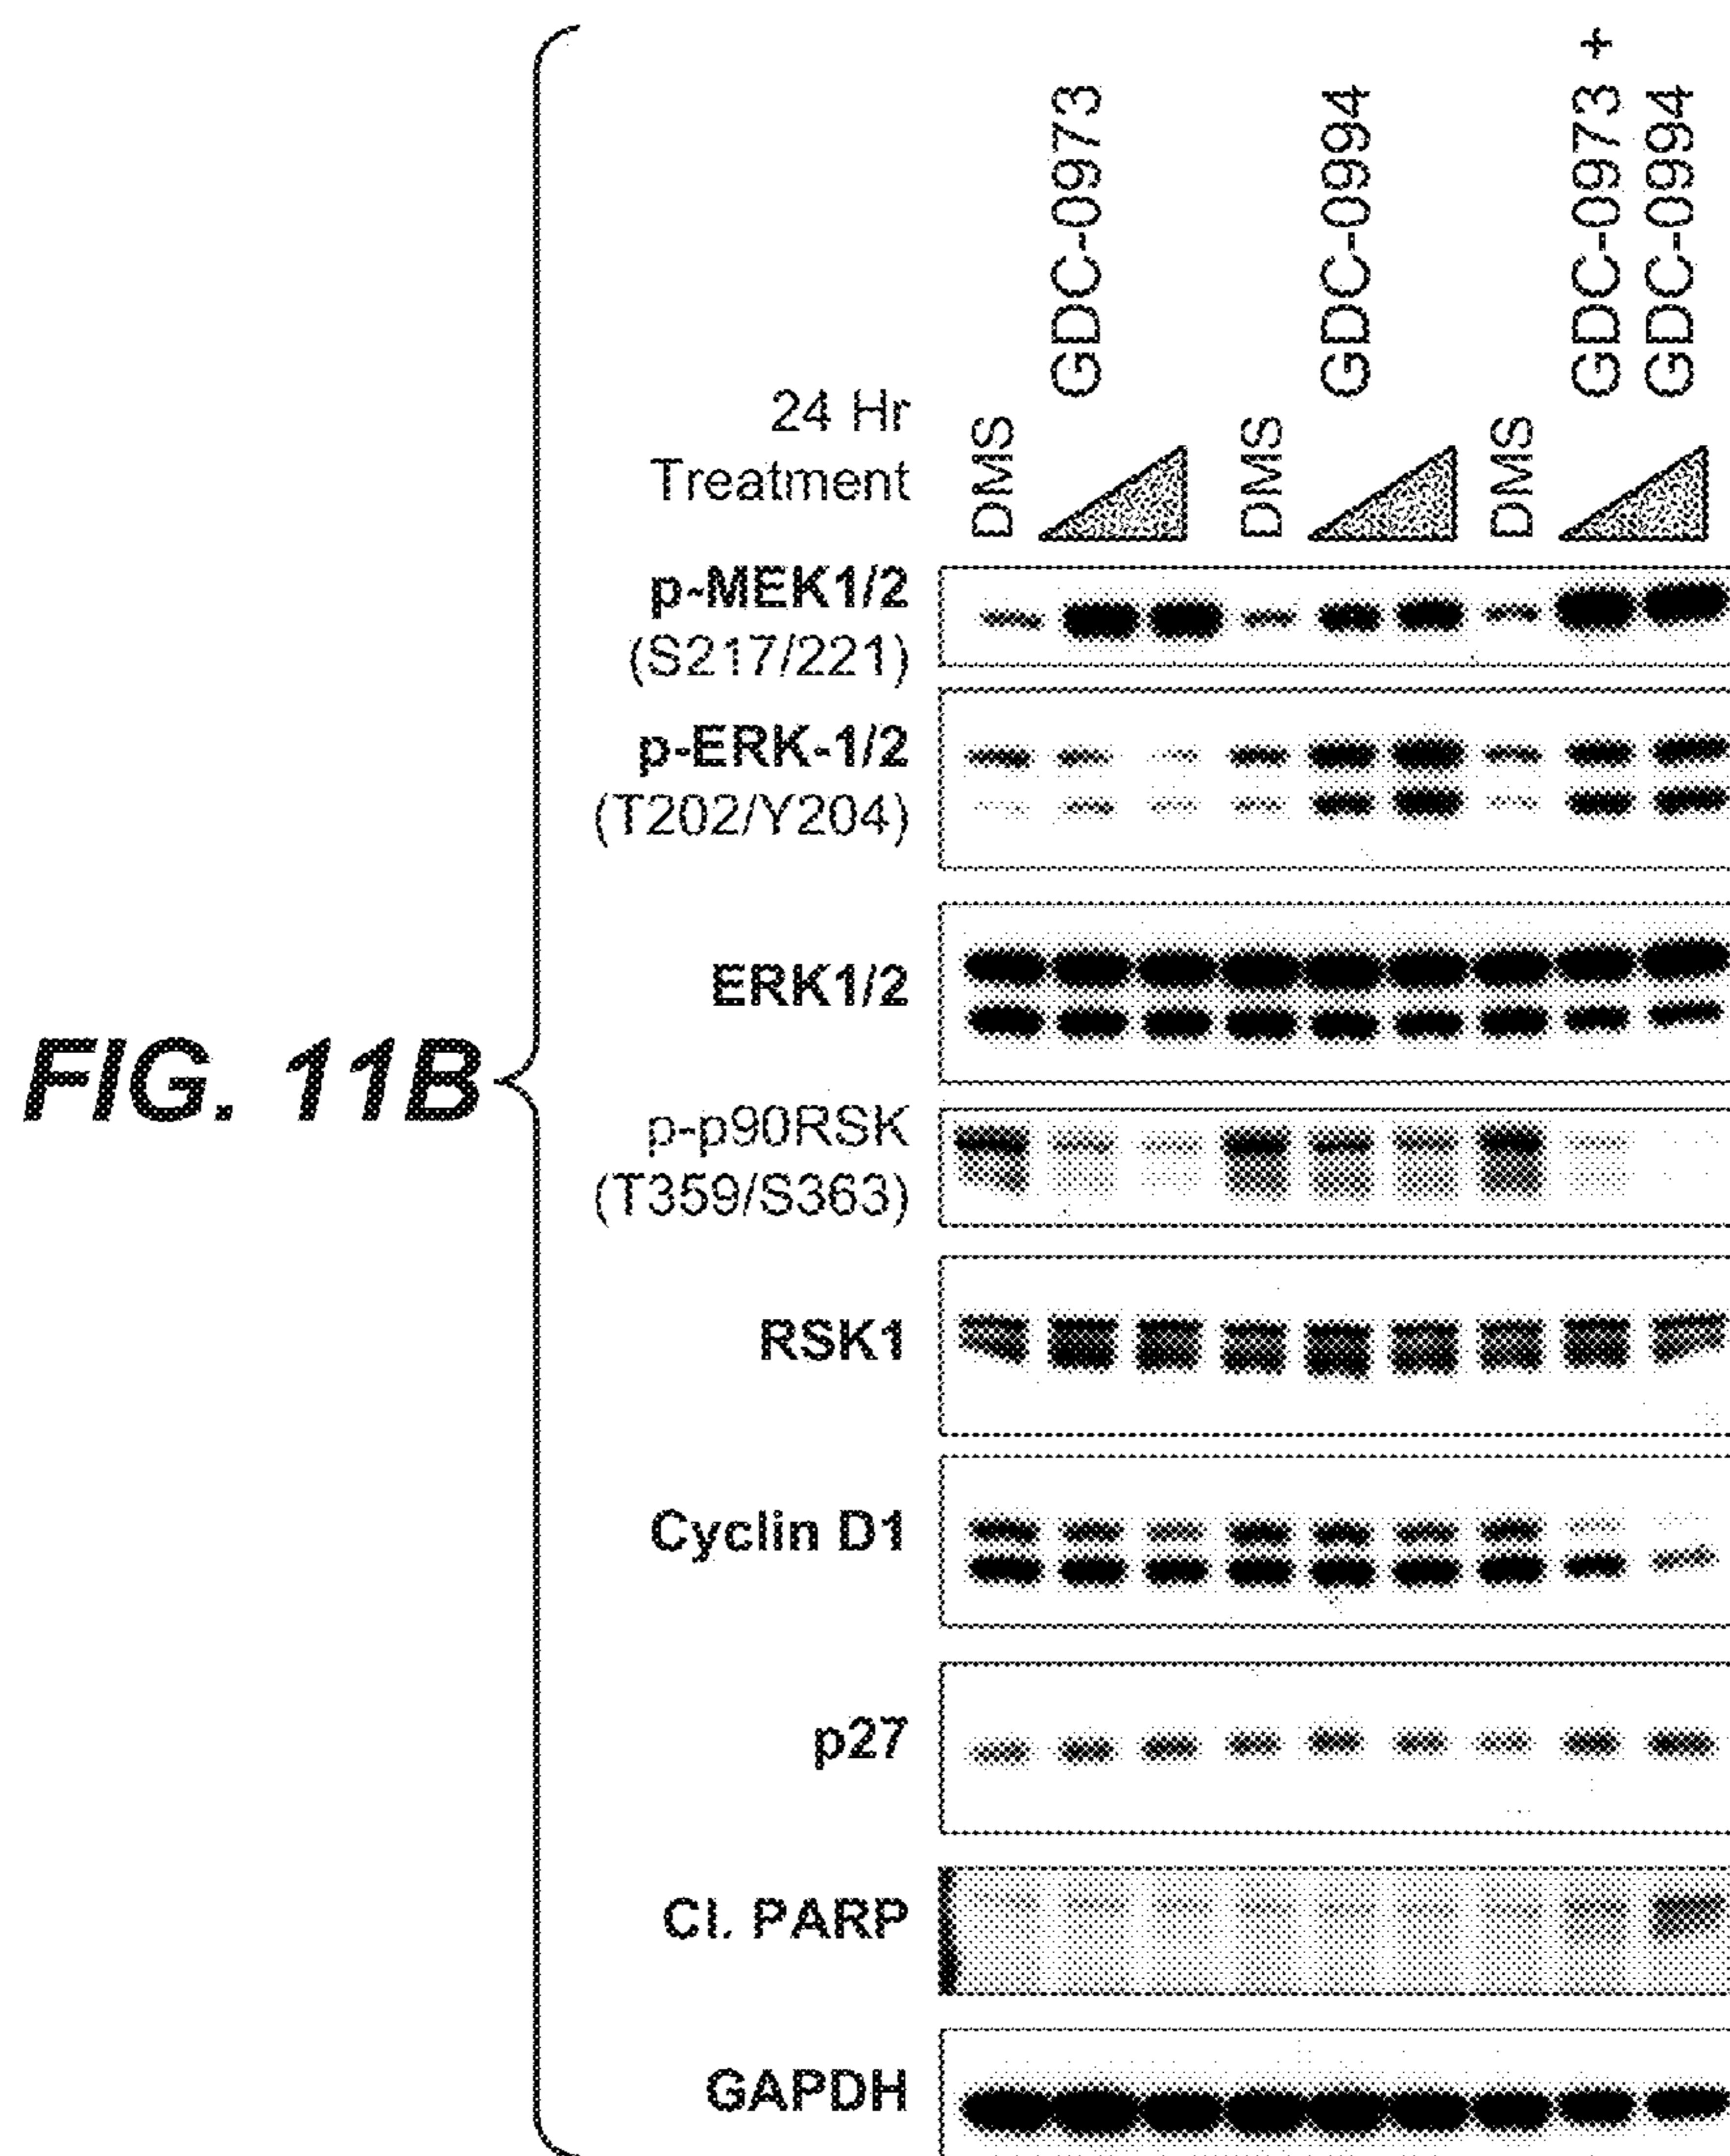 GDC-0973
GDC-0994
GDC-0973 +
GDC-0994
24 Hr
Treatment
DMS
DMS
DMS
p-MEK1/2
(S217/221)
p-ERK-1/2
(T202/Y204)
ERK1/2
FIG. 11B
p-p90RSK
(T359/S363)
RSK1
Cyclin D1
p27
Cl. PARP
GAPDH